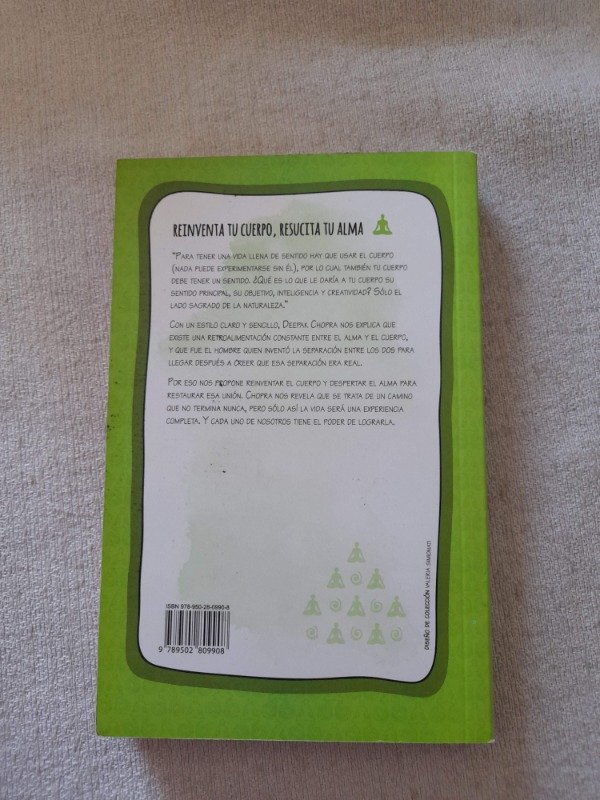 REINVENTA TU CUERPO, RESUCITA TU ALMA
"PARA TENER UNA VIDA LLENA DE SENTIDO HAY QUE USAR EL CUERPO
(NADA PUEDE EXPERIMENTARSE SIN ÉL), POR LO CUAL TAMBIÉN TU CUERPO
DEBE TENER UN SENTIDO. ¿QUÉ ES LO QUE LE DARÍA A TU CUERPO SU
SENTIDO PRINCIPAL, SU OBJETIVO, INTELIGENCIA Y CREATIVIDAD? SÓLO EL
LADO SAGRADO DE LA NATURALEZA."
CON UN ESTILO CLARO Y SENCILLO, DEEPAK CHOPRA NOS EXPLICA QUE
EXISTE UNA RETROALIMENTACIÓN CONSTANTE ENTRE EL ALMA Y EL CUERPO,
Y QUE FUE EL HOMBRE QUIEN INVENTÓ LA SEPARACIÓN ENTRE LOS DOS PARA
LLEGAR DESPUÉS A CREER QUE ESA SEPARACIÓN ERA REAL.
POR ESO NOS PROPONE REINVENTAR EL CUERPO Y DESPERTAR EL ALMA PARA
RESTAURAR ESA UNIÓN. CHOPRA NOS REVELA QUE SE TRATA DE UN CAMINO
QUE NO TERMINA NUNCA, PERO SÓLO ASÍ LA VIDA SERÁ UNA EXPERIENCIA
COMPLETA. Y CADA UNO DE NOSOTROS TIENE EL PODER DE LOGRARLA.
ISBN 978-950-28-0990-8
9 789502 809908
DISEÑO DE COLECCIÓN VALERIA SIMIONATI